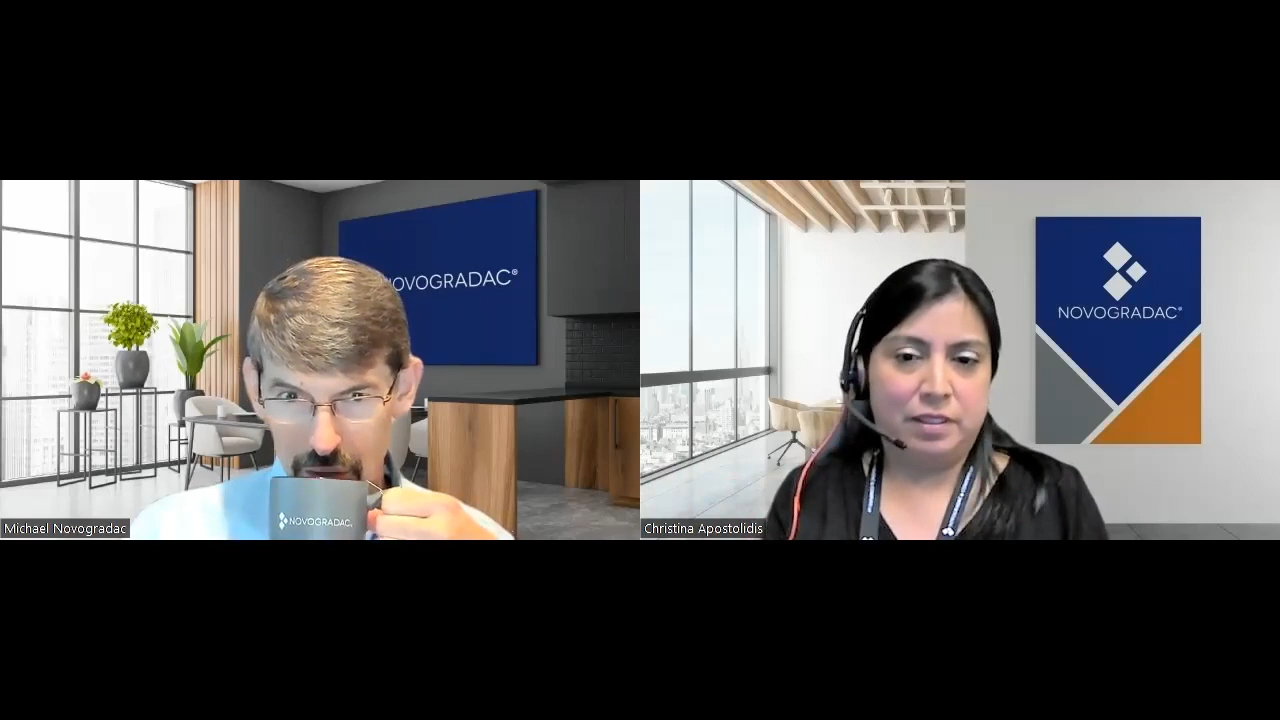 NOVOGRADAC®
NOVOGRADAC®
NOVOGRADAC
Michael Novogradac
Christina Apostolidis